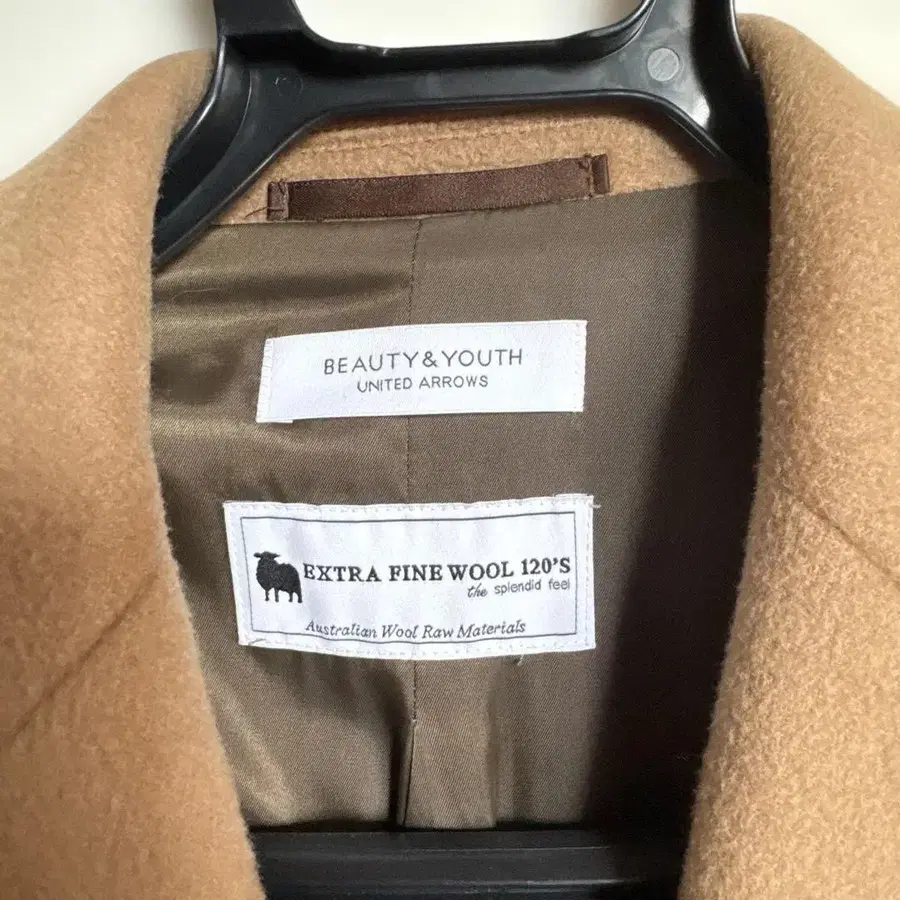 BEAUTY&YOUTH
UNITED ARROWS
EXTRA FINE WOOL 120'S
the splendid feel
Australian Wool Raw Materials